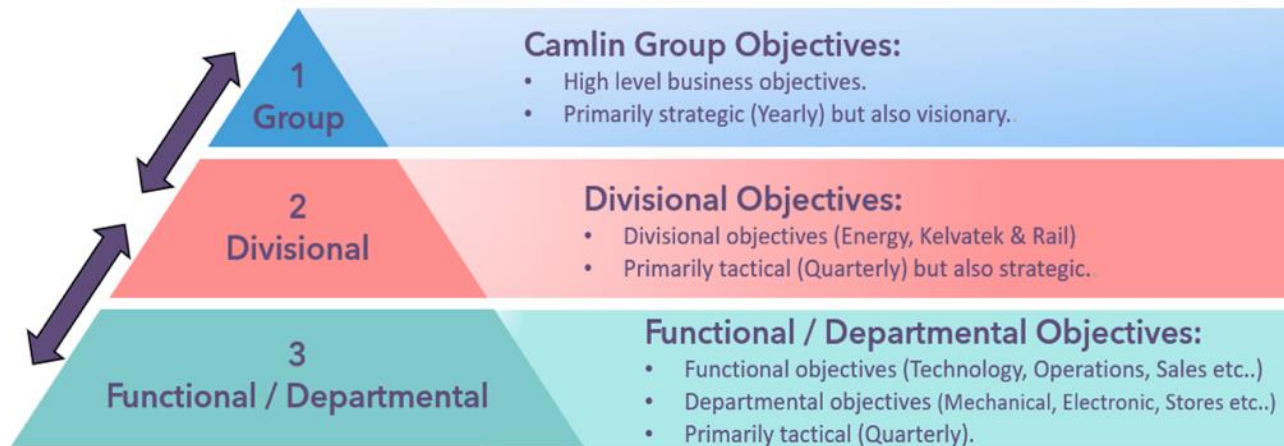 1
Group
Camlin Group Objectives:
• High level business objectives.
• Primarily strategic (Yearly) but also visionary..
2
Divisional
Divisional Objectives:
• Divisional objectives (Energy, Kelvatek & Rail)
• Primarily tactical (Quarterly) but also strategic..
3
Functional / Departmental
Functional / Departmental Objectives:
• Functional objectives (Technology, Operations, Sales etc..)
• Departmental objectives (Mechanical, Electronic, Stores etc..)
• Primarily tactical (Quarterly).